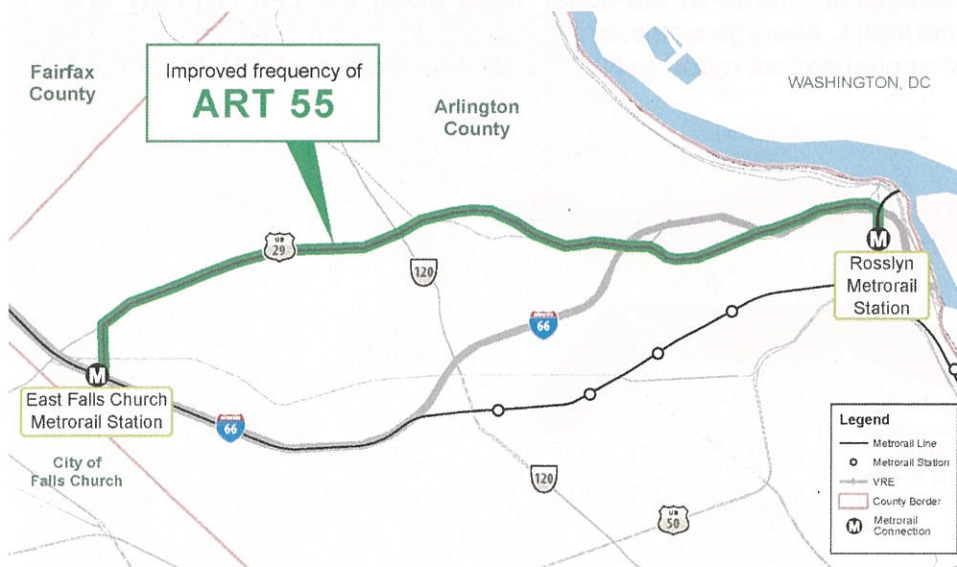 Fairfax
County
Improved frequency of
ART 55
Arlington
County
WASHINGTON, DC
US
29
120
Rosslyn
Metrorail
Station
66
East Falls Church
Metrorail Station
66
City of
Falls Church
120
US
50
Legend
Metrorail Line
Metrorail Station
VRE
County Border
M Metrorail
Connection
M
M